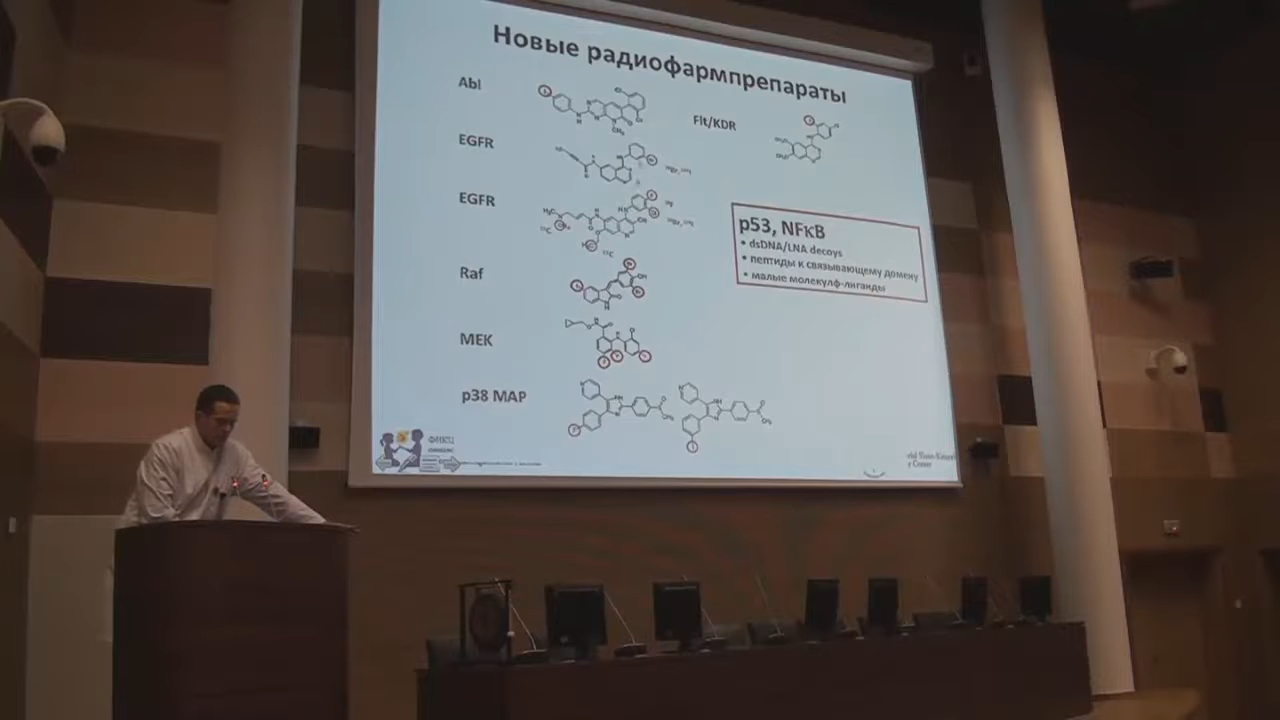 Новые радиофармпрепараты
Abl
Flt/KDR
EGFR
EGFR
Raf
MEK
p38 MAP
p53, NFκB
• dsDNA/LNA decoys
• пептиды к связывающему домену
• малые молекулф-лиганды
ФНКЦ